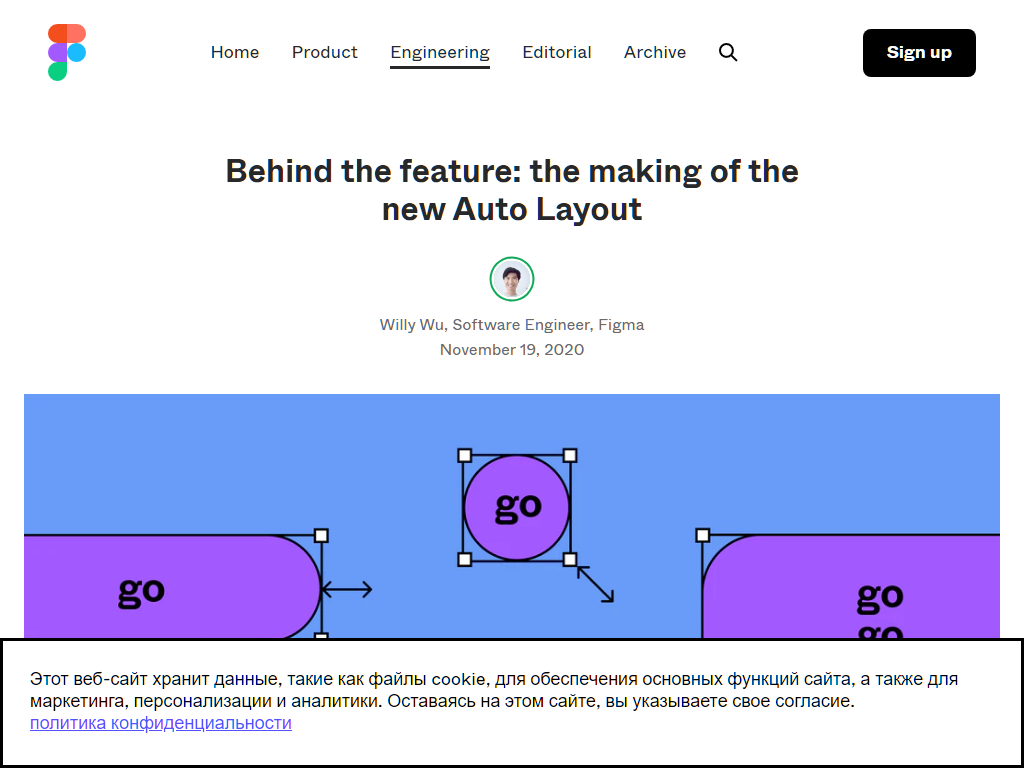 Home Product Engineering Editorial Archive Sign up
Behind the feature: the making of the
new Auto Layout
Willy Wu, Software Engineer, Figma
November 19, 2020
go
go
go
go
Этот веб-сайт хранит данные, такие как файлы cookie, для обеспечения основных функций сайта, а также для
маркетинга, персонализации и аналитики. Оставаясь на этом сайте, вы указываете свое согласие.
политика конфиденциальности